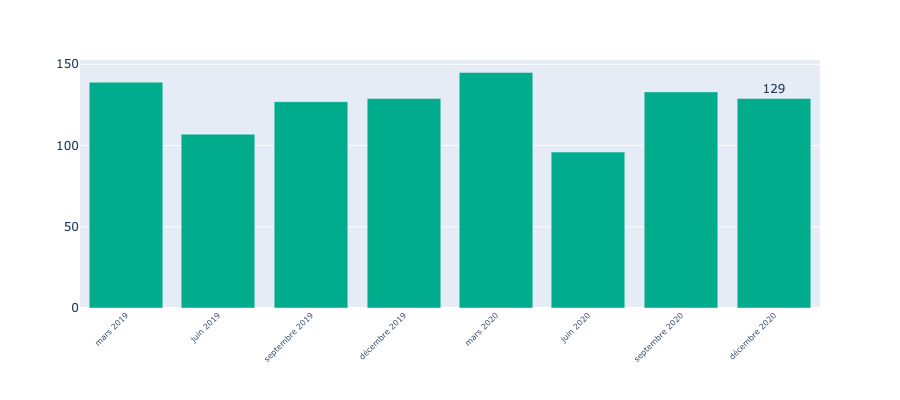 150
129
100
50
0
mars 2019
juin 2019
septembre 2019
décembre 2019
mars 2020
juin 2020
septembre 2020
décembre 2020